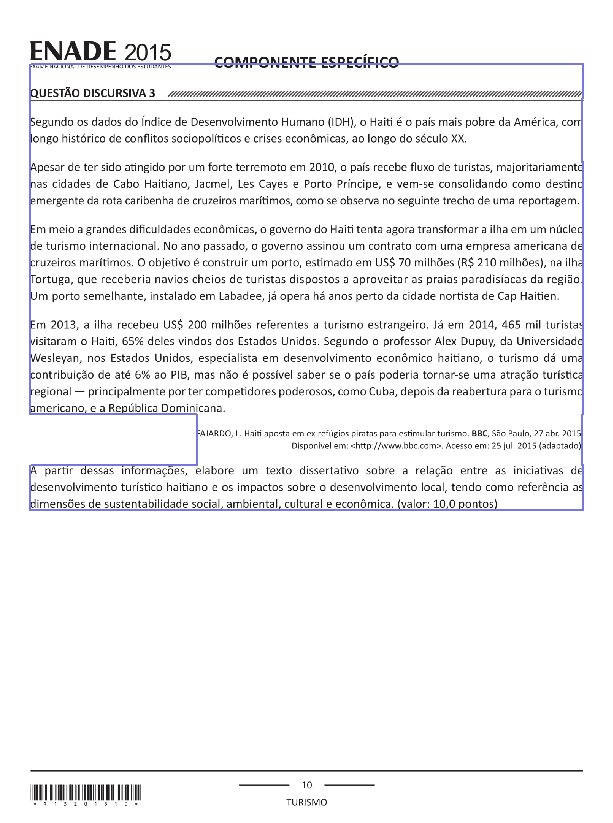 ENADE 2015
EXAME NACIONAL DE DESEMPENHO DOS ESTUDANTES
COMPONENTE ESPECÍFICO
QUESTÃO DISCURSIVA 3
Segundo os dados do Índice de Desenvolvimento Humano (IDH), o Haiti é o país mais pobre da América, com
longo histórico de conflitos sociopolíticos e crises econômicas, ao longo do século XX.
Apesar de ter sido atingido por um forte terremoto em 2010, o país recebe fluxo de turistas, majoritariamente
nas cidades de Cabo Haitiano, Jacmel, Les Cayes e Porto Príncipe, e vem-se consolidando como destino
emergente da rota caribenha de cruzeiros marítimos, como se observa no seguinte trecho de uma reportagem.
Em meio a grandes dificuldades econômicas, o governo do Haiti tenta agora transformar a ilha em um núcleo
de turismo internacional. No ano passado, o governo assinou um contrato com uma empresa americana de
cruzeiros marítimos. O objetivo é construir um porto, estimado em US$ 70 milhões (R$ 210 milhões), na ilha
Tortuga, que receberia navios cheios de turistas dispostos a aproveitar as praias paradisíacas da região.
Um porto semelhante, instalado em Labadee, já opera há anos perto da cidade nortista de Cap Haitien.
Em 2013, a ilha recebeu US$ 200 milhões referentes a turismo estrangeiro. Já em 2014, 465 mil turistas
visitaram o Haiti, 65% deles vindos dos Estados Unidos. Segundo o professor Alex Dupuy, da Universidade
Wesleyan, nos Estados Unidos, especialista em desenvolvimento econômico haitiano, o turismo dá uma
contribuição de até 6% ao PIB, mas não é possível saber se o país poderia tornar-se uma atração turística
regional — principalmente por ter competidores poderosos, como Cuba, depois da reabertura para o turismo
americano, e a República Dominicana.
FAJARDO, L. Haiti aposta em ex-refúgios piratas para estimular turismo. BBC, São Paulo, 27 abr. 2015
Disponível em: <http://www.bbc.com>. Acesso em: 25 jul. 2015 (adaptado)
A partir dessas informações, elabore um texto dissertativo sobre a relação entre as iniciativas de
desenvolvimento turístico haitiano e os impactos sobre o desenvolvimento local, tendo como referência as
dimensões de sustentabilidade social, ambiental, cultural e econômica. (valor: 10,0 pontos)
10
TURISMO